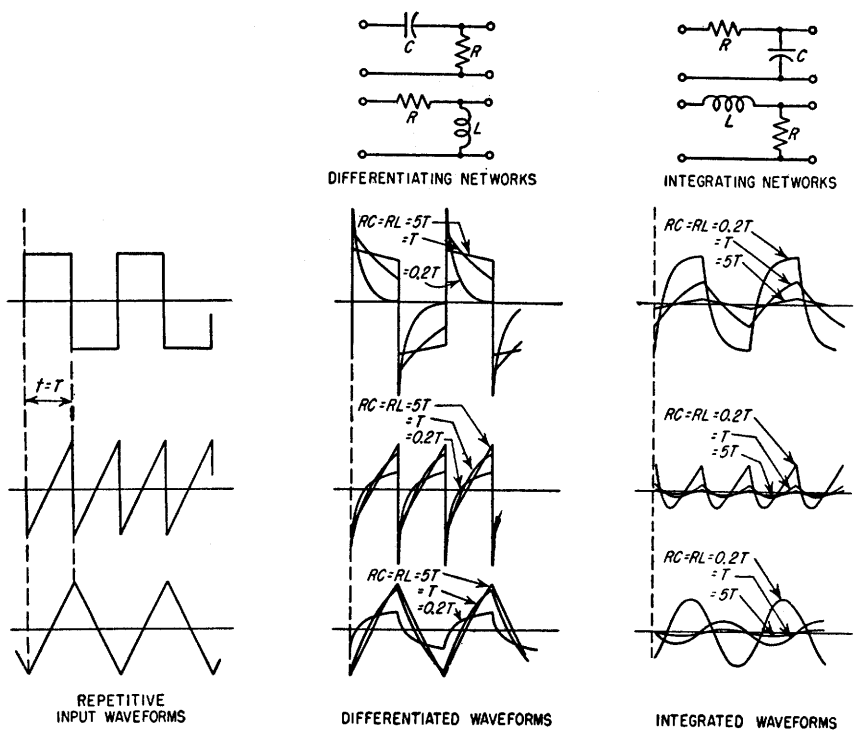 C
R
R
L
DIFFERENTIATING NETWORKS
R
C
L
R
INTEGRATING NETWORKS
RC=RL=5T
=T
=0.2T
RC=RL=0.2T
=T
=5T
t=T
RC=RL=5T
=T
=0.2T
RC=RL=0.2T
=T
=5T
RC=RL=5T
=T
=0.2T
RC=RL=0.2T
=T
=5T
REPETITIVE
INPUT WAVEFORMS
DIFFERENTIATED WAVEFORMS
INTEGRATED WAVEFORMS